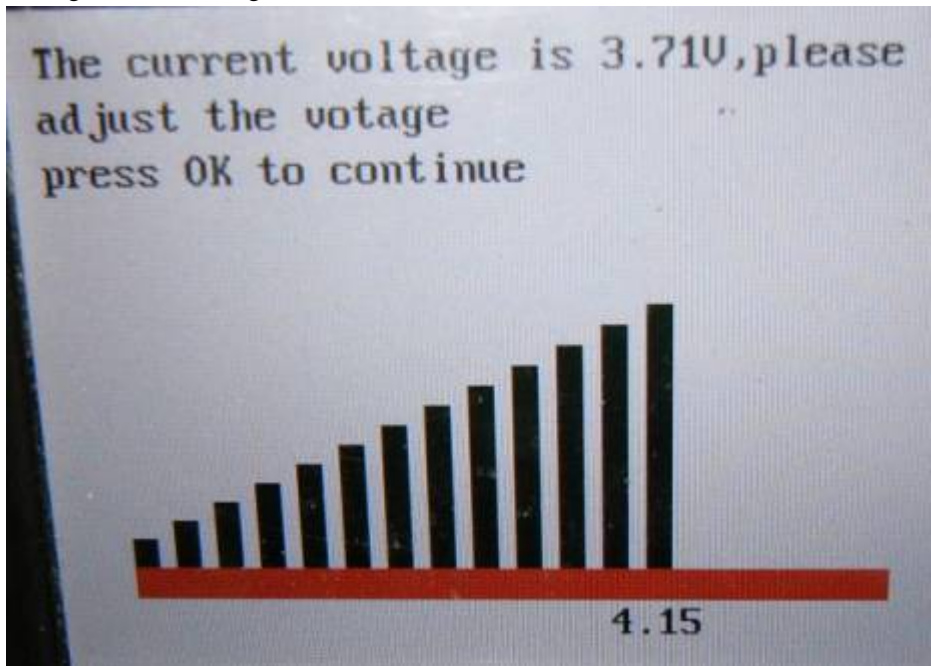 The current voltage is 3.71V,please
adjust the votage
press OK to continue
4.15